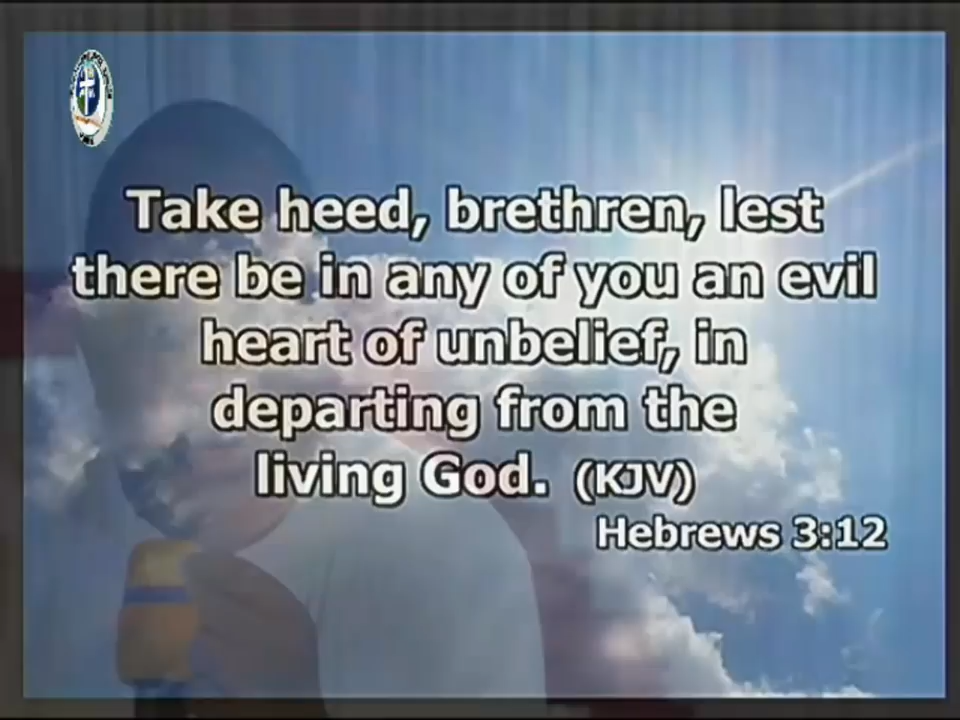 Take heed, brethren, lest
there be in any of you an evil
heart of unbelief, in
departing from the
living God. (KJV)
Hebrews 3:12